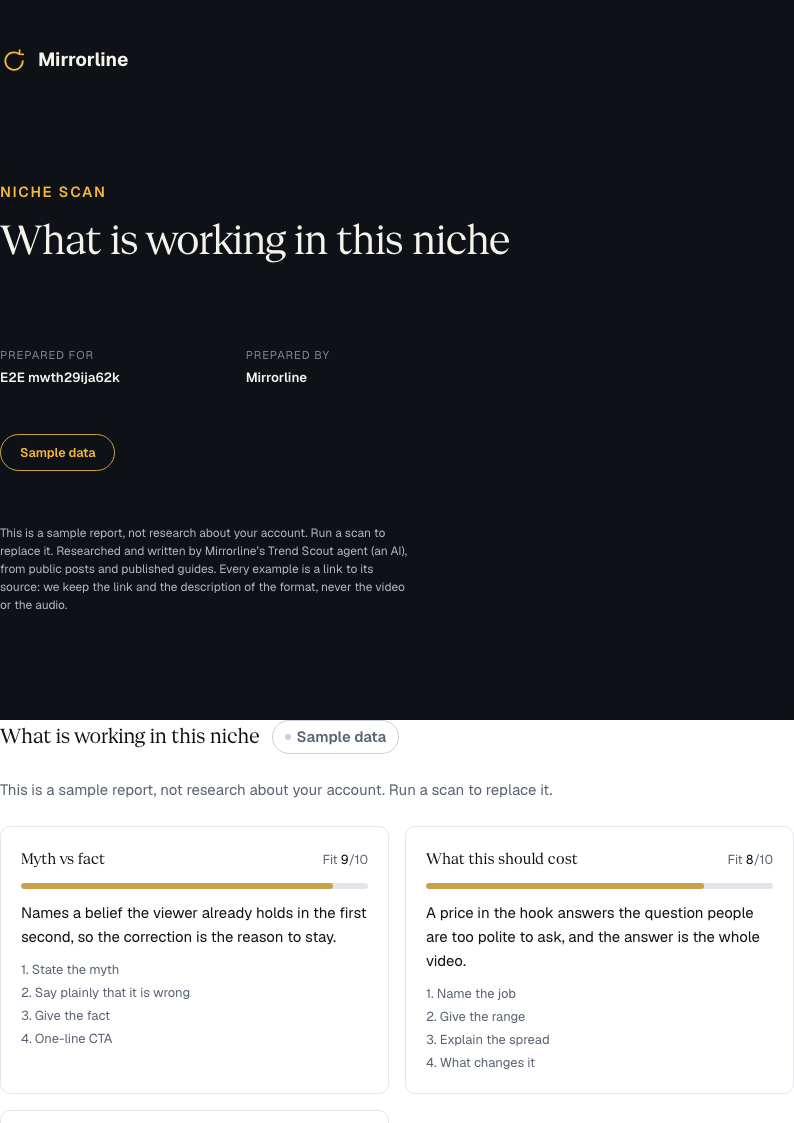 Mirrorline
NICHE SCAN
What is working in this niche
PREPARED FOR
PREPARED BY
E2E mwth29ija62k
Mirrorline
Sample data
This is a sample report, not research about your account. Run a scan to
replace it. Researched and written by Mirrorline's Trend Scout agent (an AI),
from public posts and published guides. Every example is a link to its
source: we keep the link and the description of the format, never the video
or the audio.
What is working in this niche
Sample data
This is a sample report, not research about your account. Run a scan to replace it.
Myth vs fact
Fit 9/10
Names a belief the viewer already holds in the first
second, so the correction is the reason to stay.
1. State the myth
2. Say plainly that it is wrong
3. Give the fact
4. One-line CTA
What this should cost
Fit 8/10
A price in the hook answers the question people
are too polite to ask, and the answer is the whole
video.
1. Name the job
2. Give the range
3. Explain the spread
4. What changes it